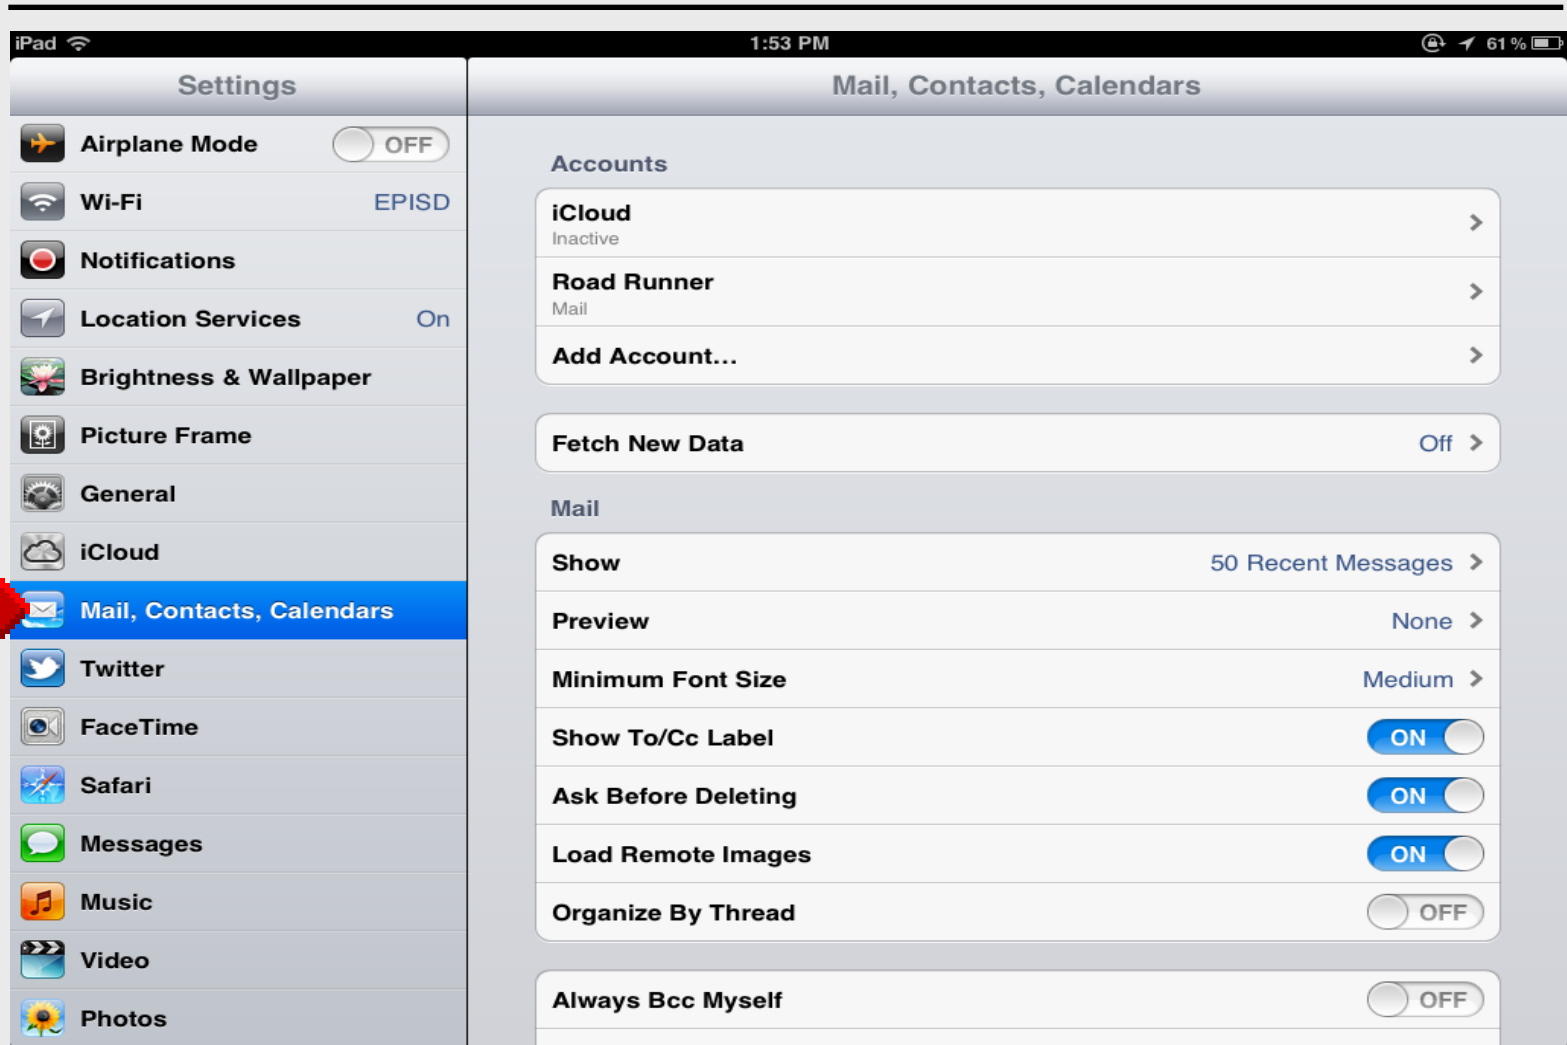 iPad
1:53 PM
61%
Settings
Airplane Mode OFF
Wi-Fi EPISD
Notifications
Location Services On
Brightness & Wallpaper
Picture Frame
General
iCloud
Mail, Contacts, Calendars
Twitter
FaceTime
Safari
Messages
Music
Video
Photos
Mail, Contacts, Calendars
Accounts
iCloud
Inactive
Road Runner
Mail
Add Account...
Fetch New Data Off
Mail
Show 50 Recent Messages
Preview None
Minimum Font Size Medium
Show To/Cc Label ON
Ask Before Deleting ON
Load Remote Images ON
Organize By Thread OFF
Always Bcc Myself OFF